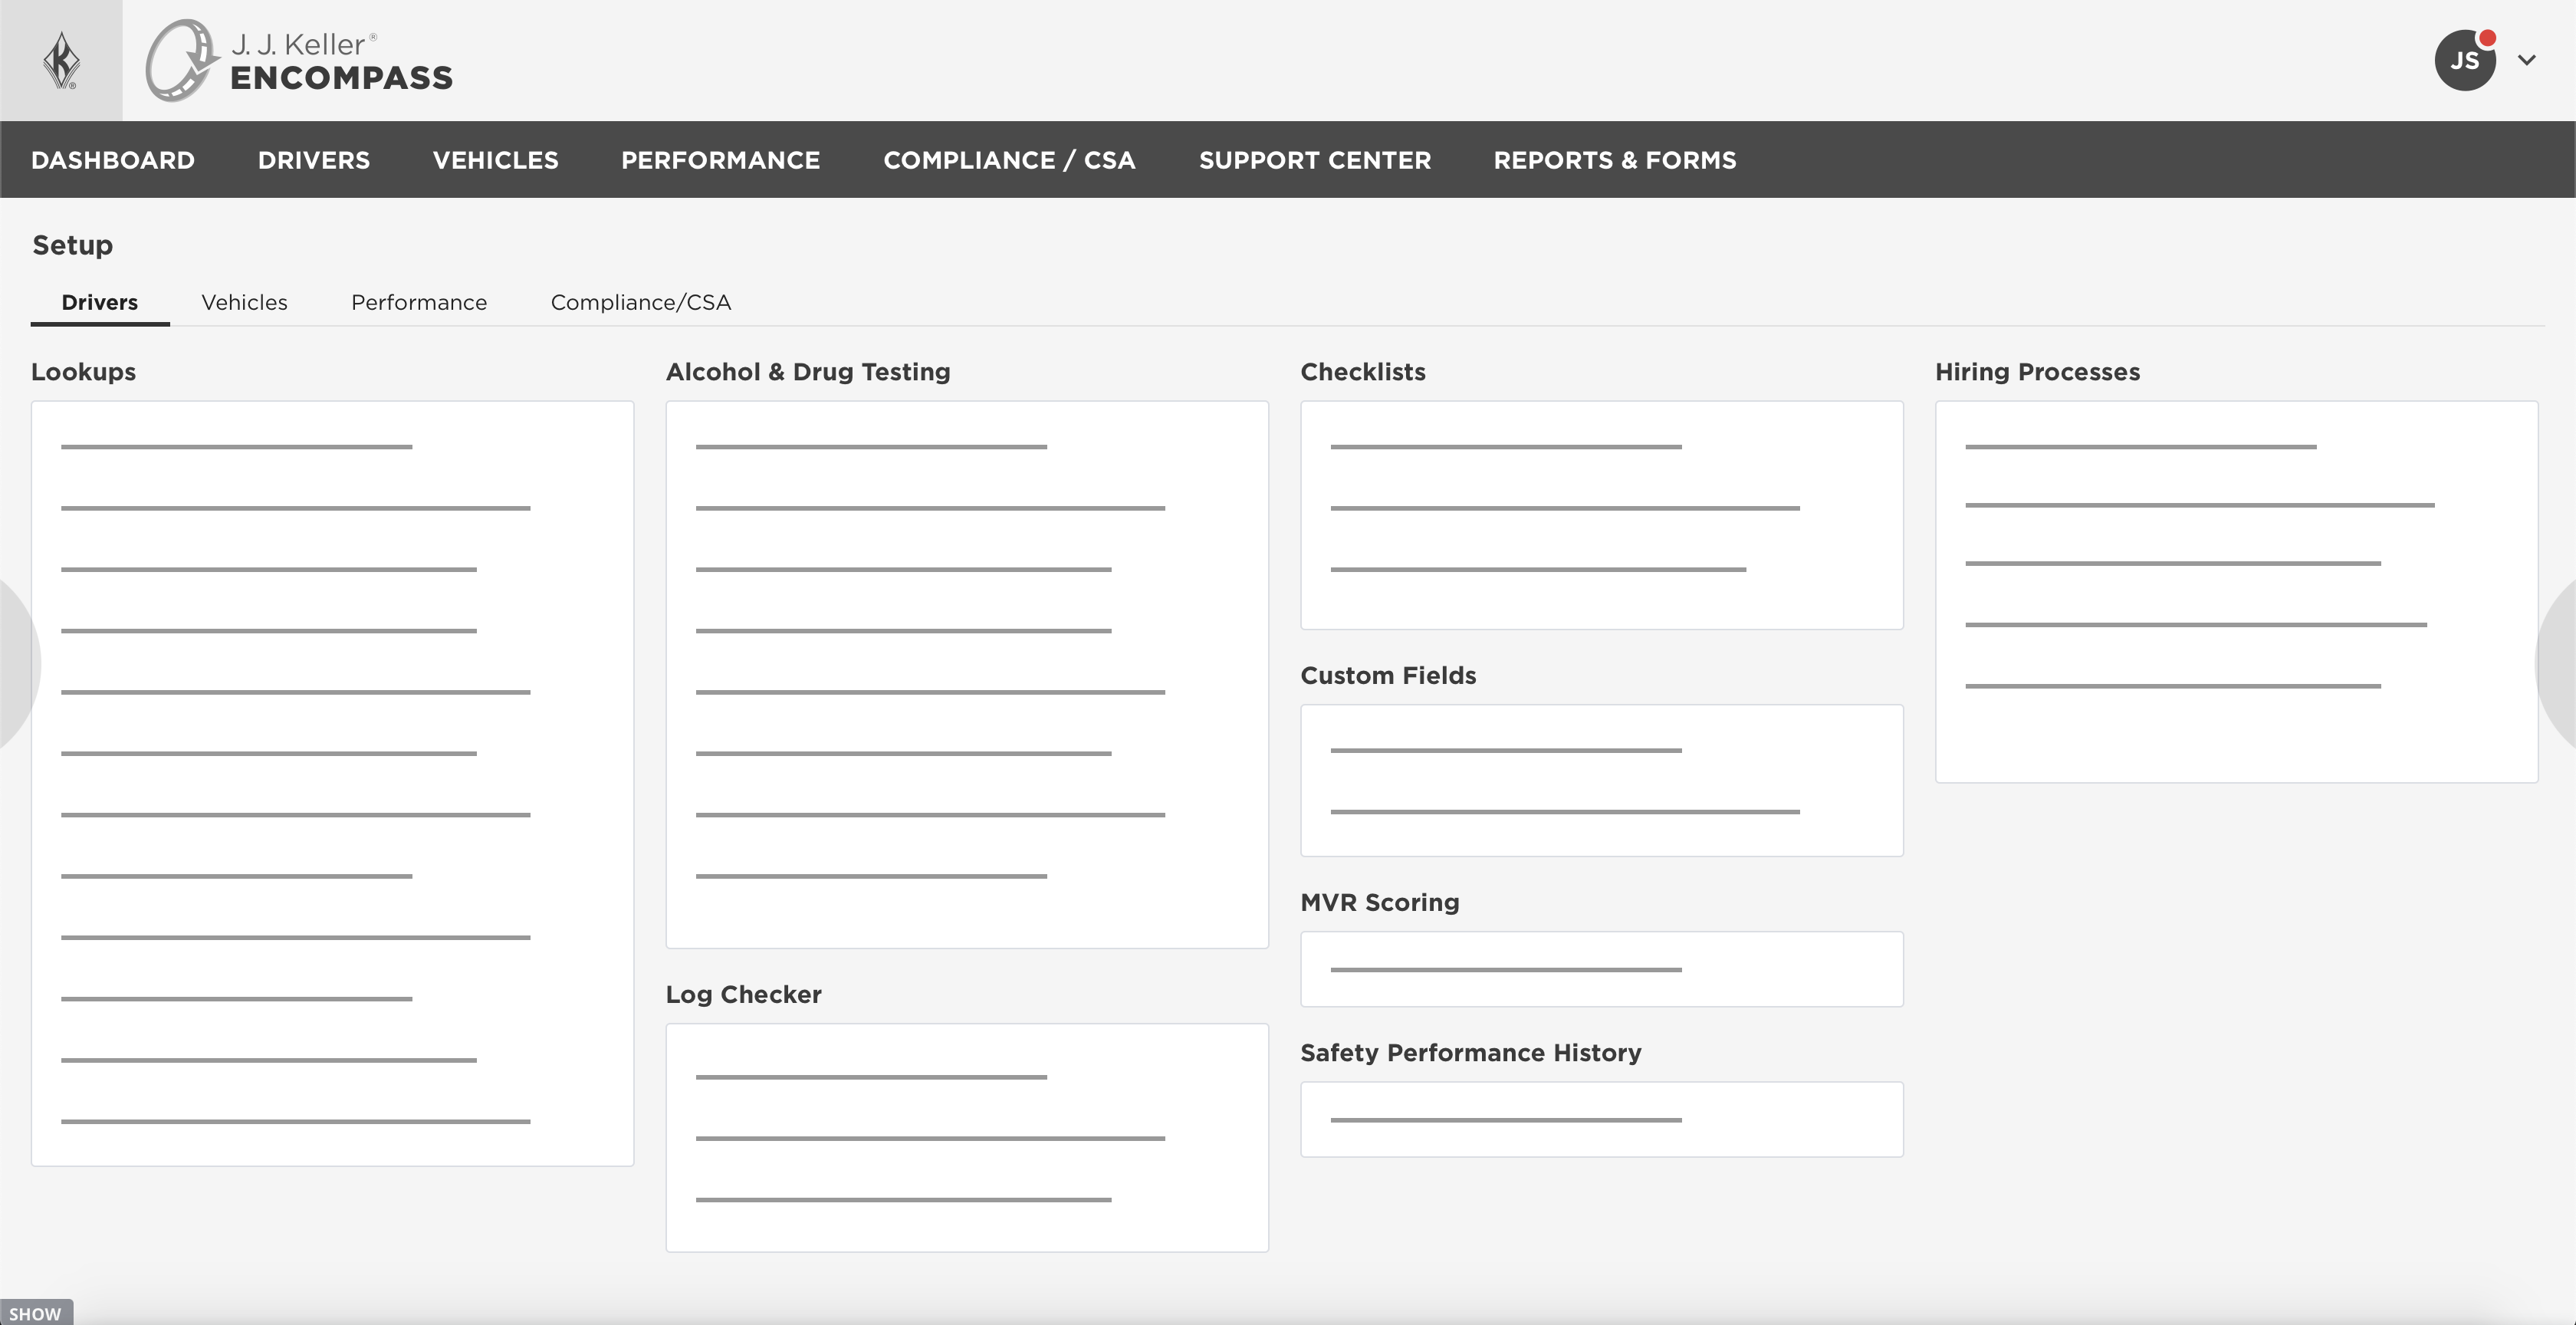 K®
J. J. Keller®
ENCOMPASS
JS
DASHBOARD DRIVERS VEHICLES PERFORMANCE COMPLIANCE / CSA SUPPORT CENTER REPORTS & FORMS
Setup
Drivers Vehicles Performance Compliance/CSA
Lookups
Alcohol & Drug Testing
Log Checker
Checklists
Custom Fields
MVR Scoring
Safety Performance History
Hiring Processes
SHOW